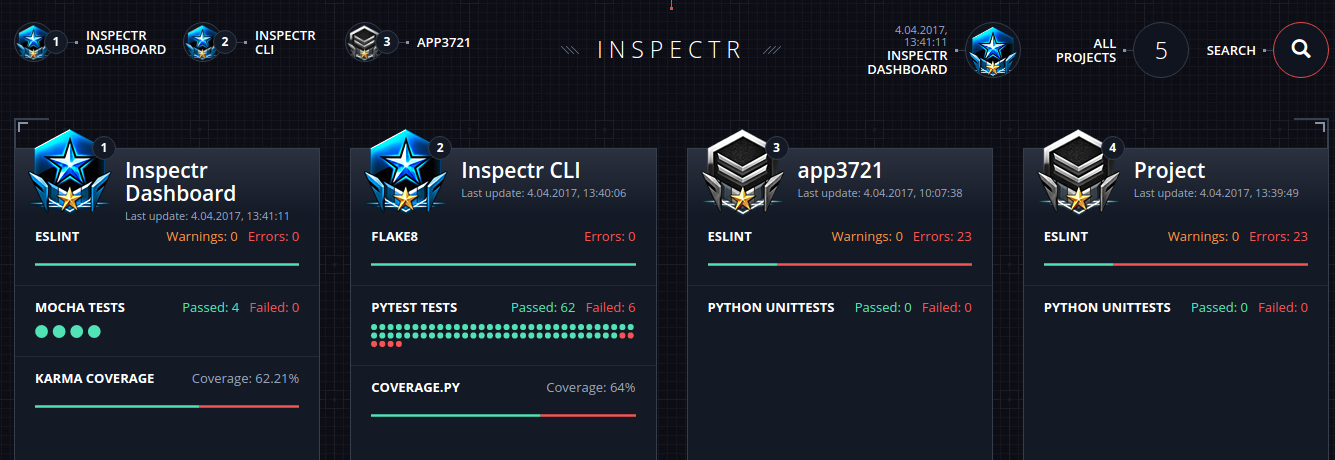 1 INSPECTR
DASHBOARD
2 INSPECTR
CLI
3 APP3721
INSPECTR
4.04.2017,
13:41:11
INSPECTR
DASHBOARD
ALL
PROJECTS
5
SEARCH
1
Inspectr
Dashboard
Last update: 4.04.2017, 13:41:11
ESLINT Warnings: 0 Errors: 0
MOCHA TESTS Passed: 4 Failed: 0
KARMA COVERAGE Coverage: 62.21%
2
Inspectr CLI
Last update: 4.04.2017, 13:40:06
FLAKE8 Errors: 0
PYTEST TESTS Passed: 62 Failed: 6
COVERAGE.PY Coverage: 64%
3
app3721
Last update: 4.04.2017, 10:07:38
ESLINT Warnings: 0 Errors: 23
PYTHON UNITTESTS Passed: 0 Failed: 0
4
Project
Last update: 4.04.2017, 13:39:49
ESLINT Warnings: 0 Errors: 23
PYTHON UNITTESTS Passed: 0 Failed: 0